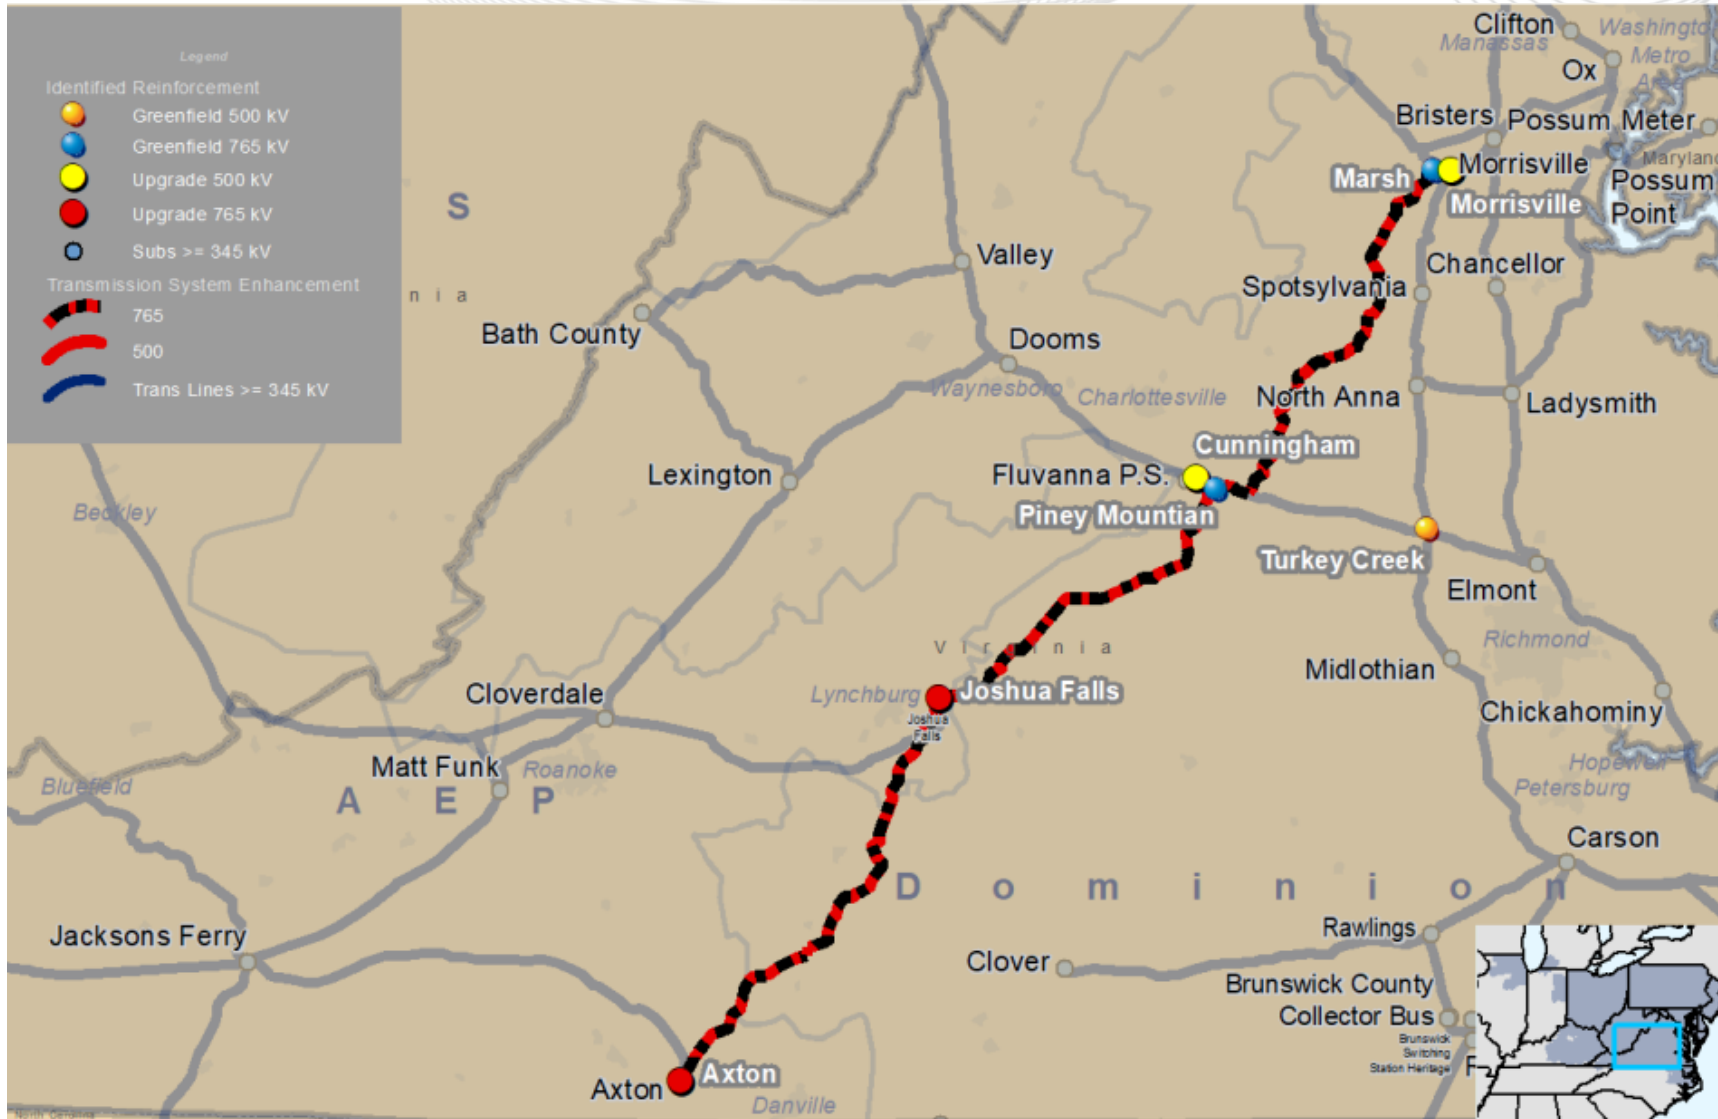 Legend
Identified Reinforcement
Greenfield 500 kV
Greenfield 765 kV
Upgrade 500 kV
Upgrade 765 kV
Subs >= 345 kV
Transmission System Enhancement
765
500
Trans Lines >= 345 kV
S
n i a
Clifton
Manassas
Washington
Metro
Ox
Bristers
Possum Meter
Marsh
Morrisville
Morrisville
Maryland
Possum
Point
Valley
Chancellor
Spotsylvania
Bath County
Dooms
Waynesboro
Charlottesville
North Anna
Ladysmith
Cunningham
Lexington
Fluvanna P.S.
Piney Mountian
Beckley
Turkey Creek
Elmont
Richmond
Virginia
Midlothian
Lynchburg
Joshua Falls
Joshua
Falls
Cloverdale
Chickahominy
Matt Funk
Roanoke
Hopewell
Petersburg
Bluefield
A E P
Carson
D o m i n i o n
Jacksons Ferry
Rawlings
Clover
Brunswick County
Collector Bus
Brunswick
Switching
Station Heritage
Axton
Axton
Danville
North Carolina